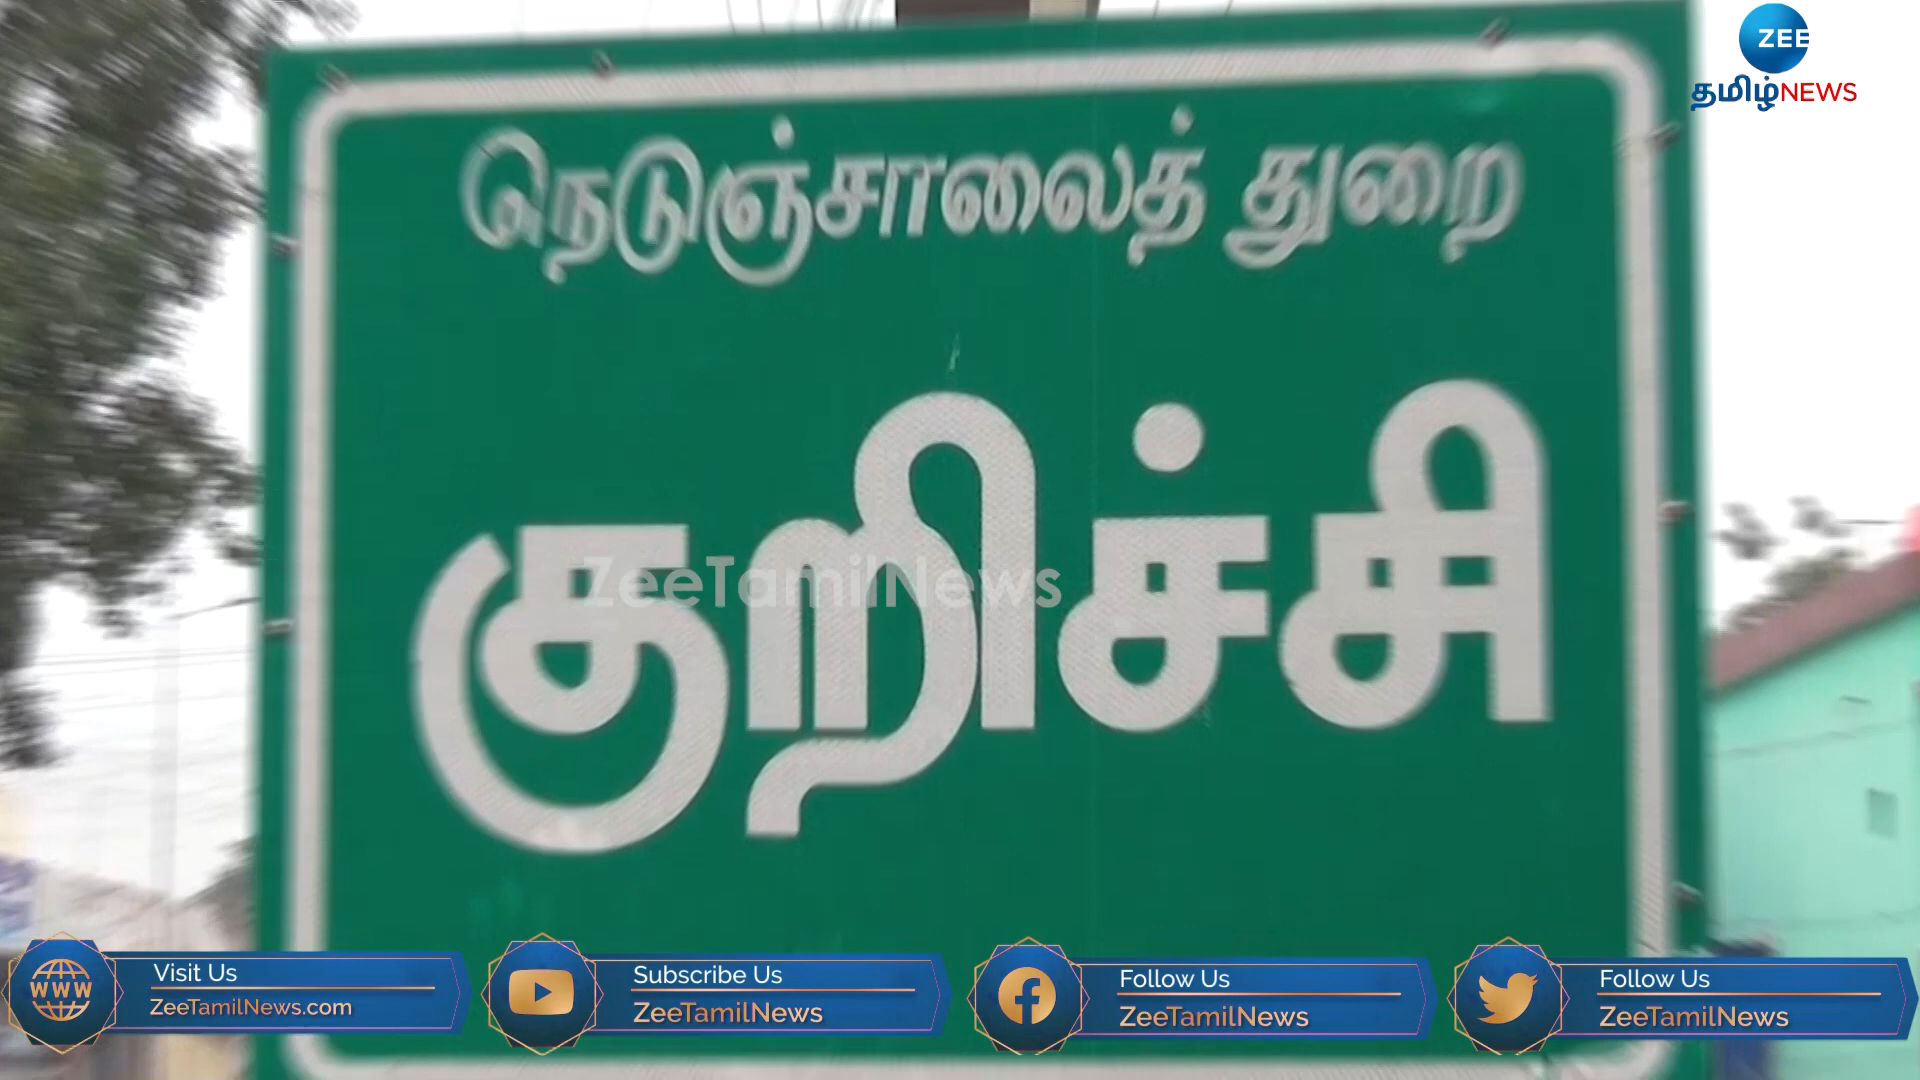 ZEE
தமிழ்NEWS
நெடுஞ்சாலைத் துறை
குறிச்சி
ZeeTamilNews
WWW
Visit Us
ZeeTamilNews.com
Subscribe Us
ZeeTamilNews
Follow Us
ZeeTamilNews
Follow Us
ZeeTamilNews